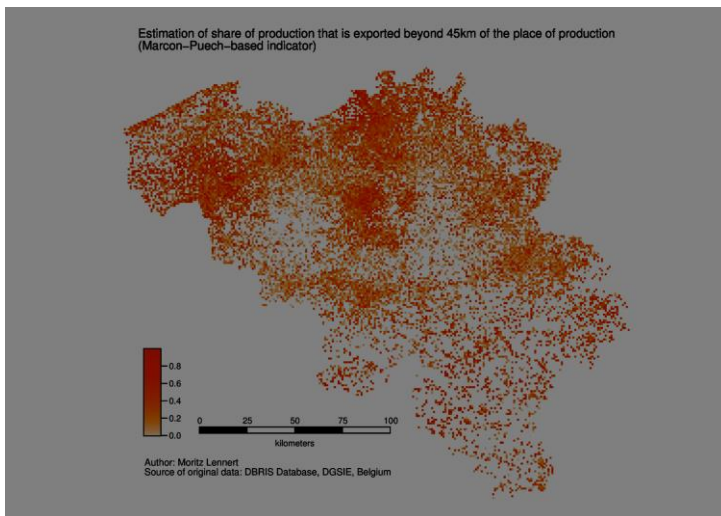 Estimation of share of production that is exported beyond 45km of the place of production
(Marcon−Puech−based indicator)
0.8
0.6
0.4
0.2
0.0
0 25 50 75 100
kilometers
Author: Moritz Lennert
Source of original data: DBRIS Database, DGSIE, Belgium